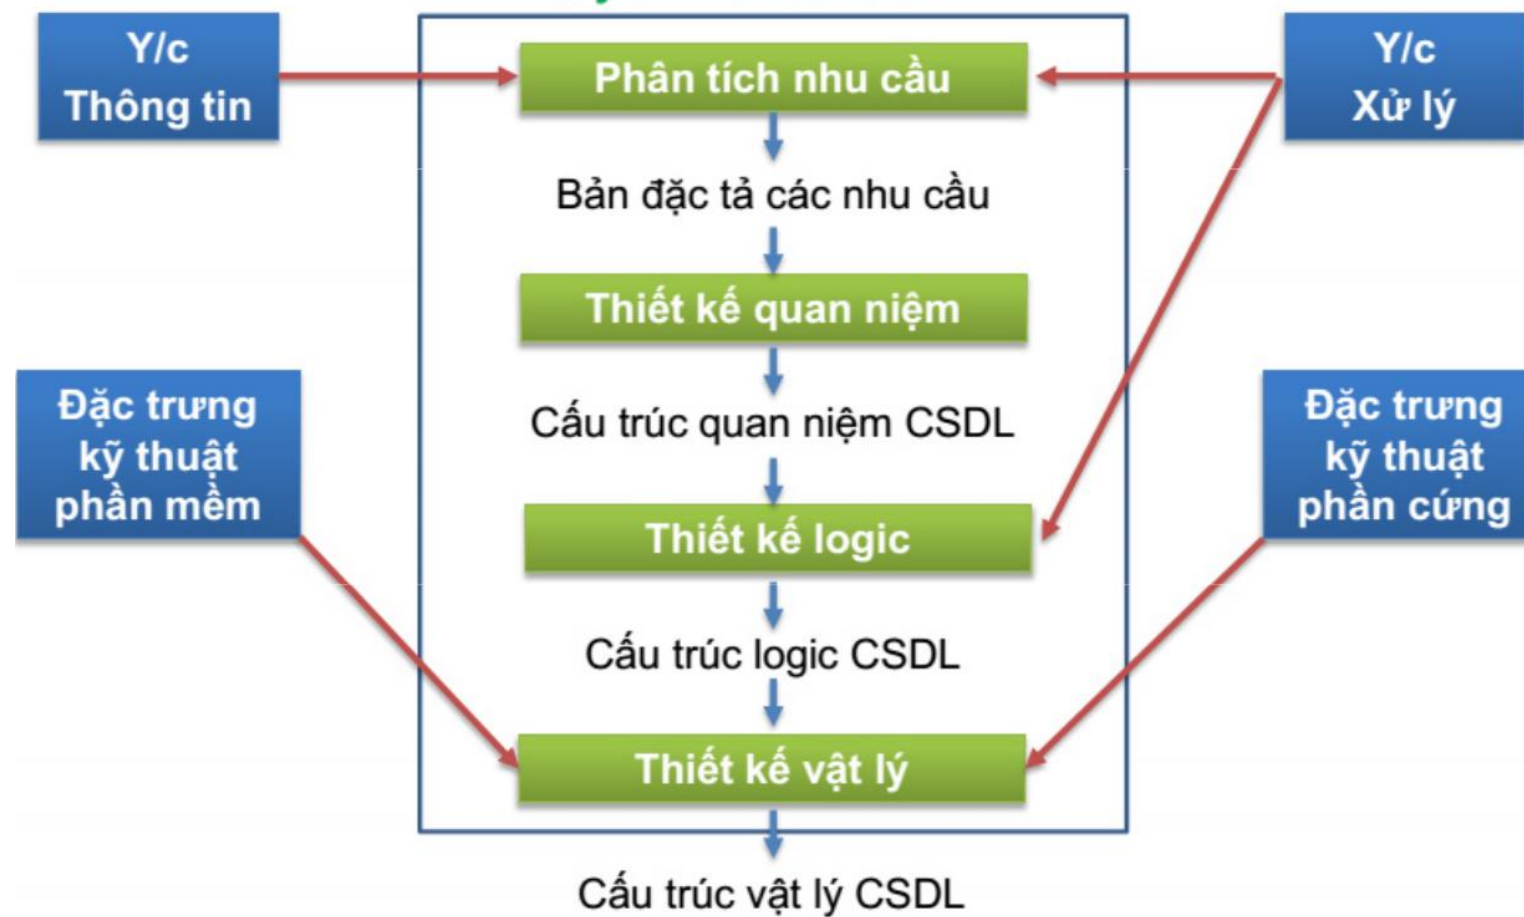 Y/c
Thông tin
Phân tích nhu cầu
Y/c
Xử lý
Bản đặc tả các nhu cầu
Thiết kế quan niệm
Cấu trúc quan niệm CSDL
Đặc trưng
kỹ thuật
phần mềm
Đặc trưng
kỹ thuật
phần cứng
Thiết kế logic
Cấu trúc logic CSDL
Thiết kế vật lý
Cấu trúc vật lý CSDL